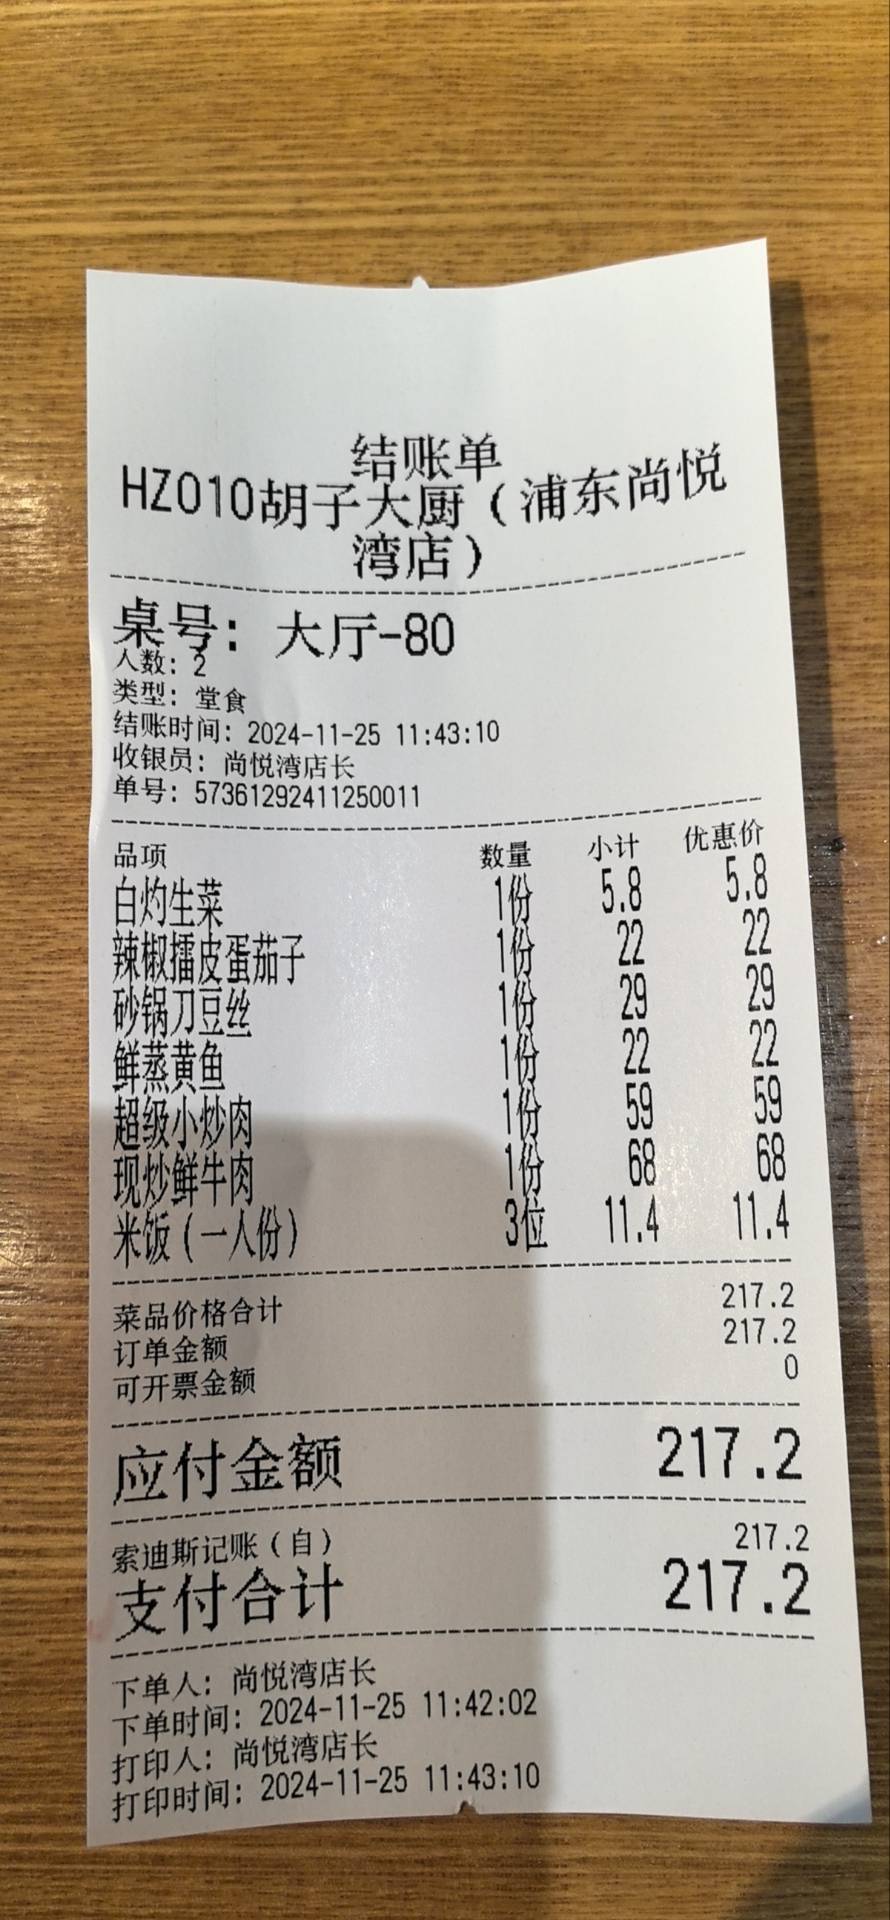 结账单
HZ010胡子大厨（浦东尚悦
湾店）
桌号：大厅-80
人数：2
类型：堂食
结账时间：2024-11-25 11:43:10
收银员：尚悦湾店长
单号：57361292411250011
品项 数量 小计 优惠价
白灼生菜 1份 5.8 5.8
辣椒擂皮蛋茄子 1份 22 22
砂锅刀豆丝 1份 29 29
鲜蒸黄鱼 1份 22 22
超级小炒肉 1份 59 59
现炒鲜牛肉 1份 68 68
米饭（一人份） 3位 11.4 11.4
菜品价格合计 217.2
订单金额 217.2
可开票金额 0
应付金额 217.2
索迪斯记账（自） 217.2
支付合计 217.2
下单人：尚悦湾店长
下单时间：2024-11-25 11:42:02
打印人：尚悦湾店长
打印时间：2024-11-25 11:43:10